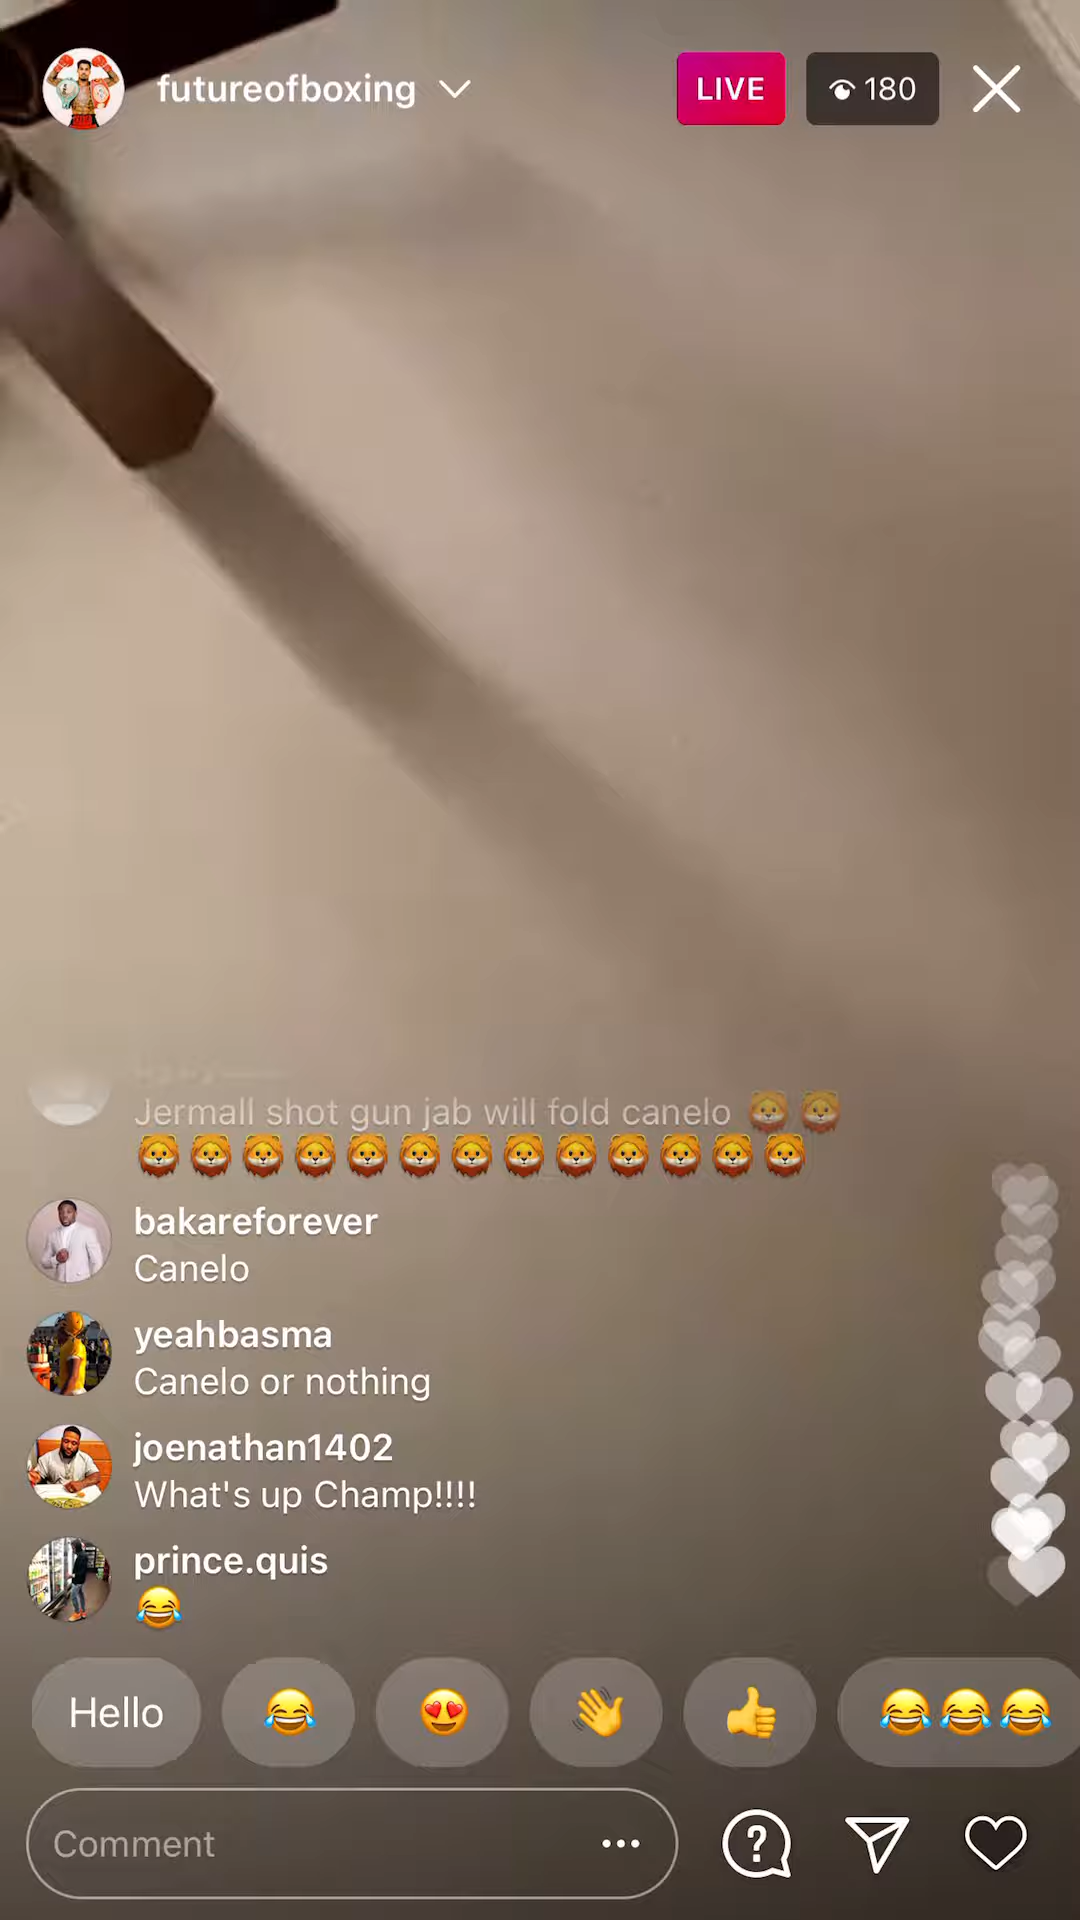 futureofboxing
LIVE
180
Jermall shot gun jab will fold canelo 🦁🦁
🦁🦁🦁🦁🦁🦁🦁🦁🦁🦁🦁🦁🦁
bakareforever
Canelo
yeahbasma
Canelo or nothing
joenathan1402
What's up Champ!!!!
prince.quis
😂
Hello 😂 😍 👋 👍 😂😂😂
Comment